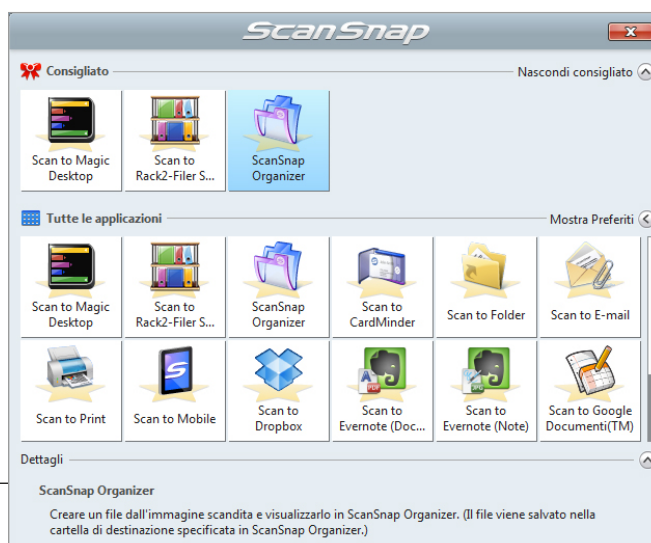 ScanSnap
Consigliato
Nascondi consigliato
Scan to Magic
Desktop
Scan to
Rack2-Filer S...
ScanSnap
Organizer
Tutte le applicazioni
Mostra Preferiti
Scan to Magic
Desktop
Scan to
Rack2-Filer S...
ScanSnap
Organizer
Scan to
CardMinder
Scan to Folder
Scan to E-mail
Scan to Print
Scan to Mobile
Scan to
Dropbox
Scan to
Evernote (Doc...
Scan to
Evernote (Note)
Scan to Google
Documenti(TM)
Dettagli
ScanSnap Organizer
Creare un file dall'immagine scandita e visualizzarlo in ScanSnap Organizer. (Il file viene salvato nella
cartella di destinazione specificata in ScanSnap Organizer.)